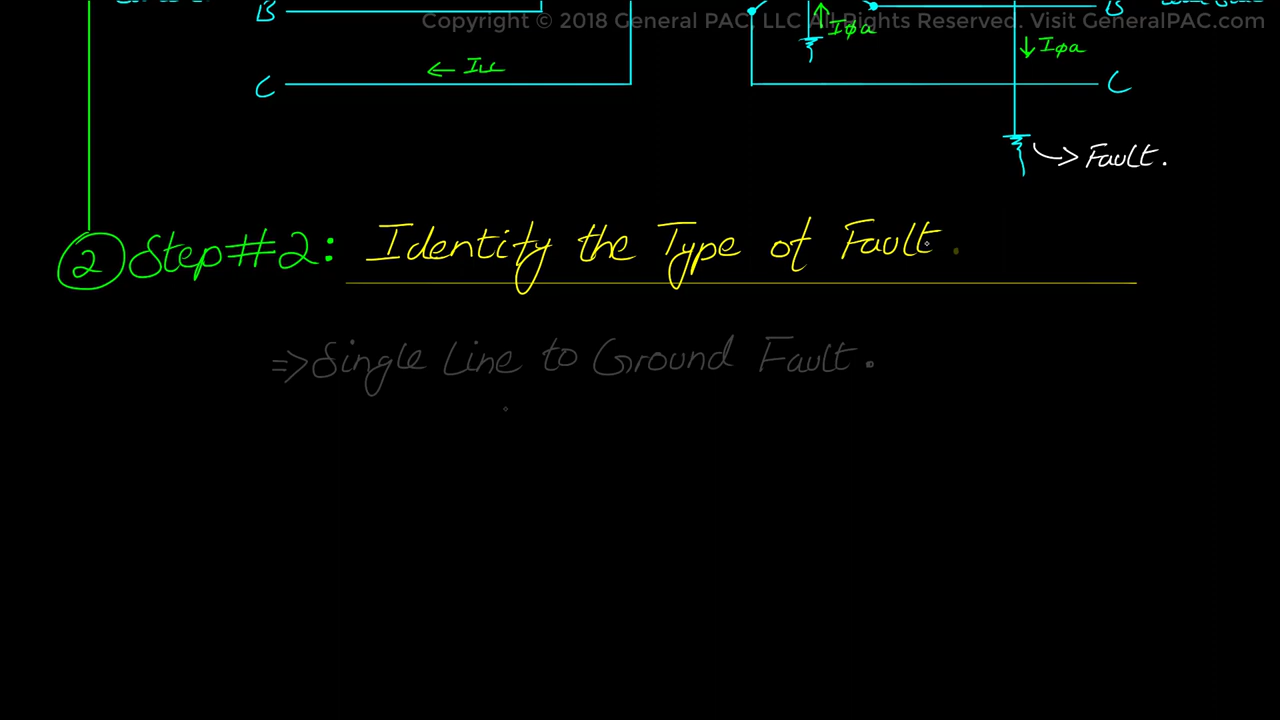 Copyright © 2018 General PAC, LLC All Rights Reserved. Visit GeneralPAC.com
B
Iφa
B
Iφa
C
C
→ Fault.
② Step #2: Identify the Type of Fault.
⇒ Single Line to Ground Fault.